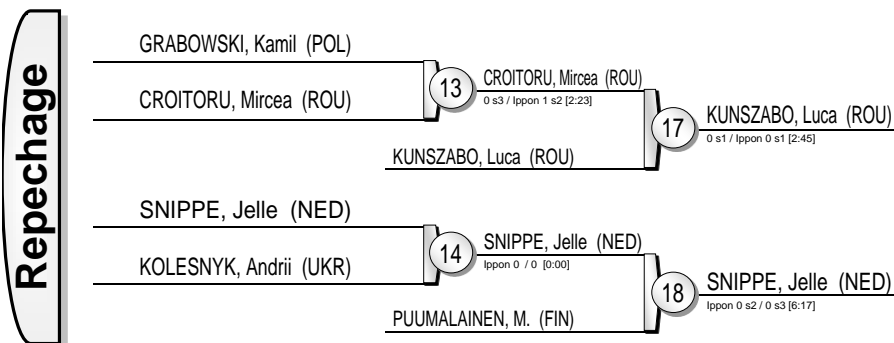 Repechage
GRABOWSKI, Kamil (POL)
CROITORU, Mircea (ROU)
13
CROITORU, Mircea (ROU)
0 s3 / Ippon 1 s2 [2:23]
KUNSZABO, Luca (ROU)
17
KUNSZABO, Luca (ROU)
0 s1 / Ippon 0 s1 [2:45]
SNIPPE, Jelle (NED)
KOLESNYK, Andrii (UKR)
14
SNIPPE, Jelle (NED)
Ippon 0 / 0 [0:00]
PUUMALAINEN, M. (FIN)
18
SNIPPE, Jelle (NED)
Ippon 0 s2 / 0 s3 [6:17]